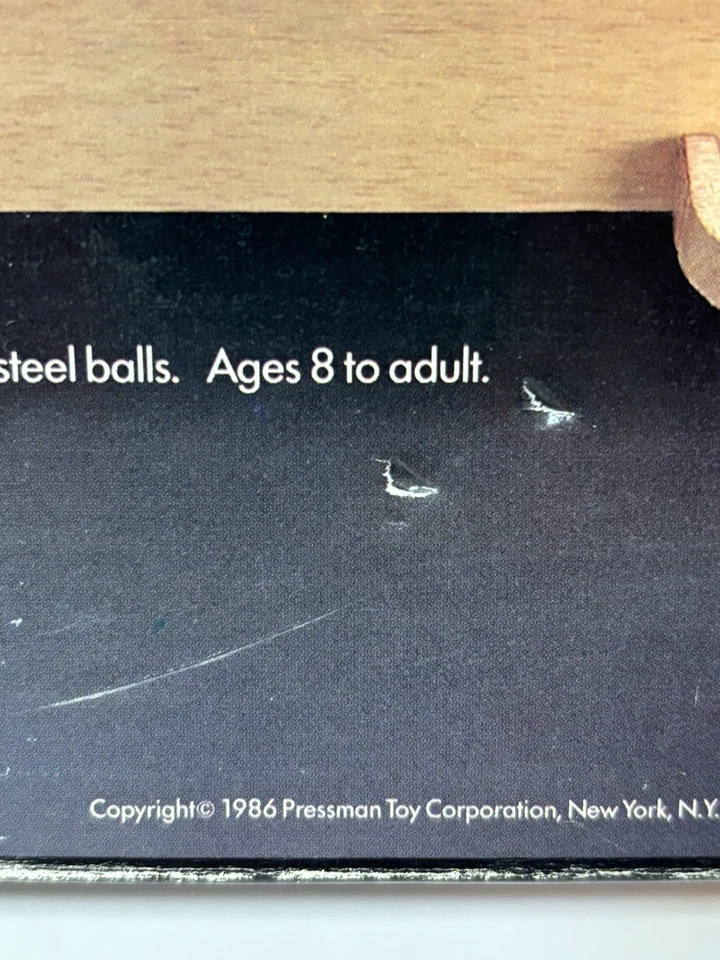 steel balls. Ages 8 to adult.
Copyright© 1986 Pressman Toy Corporation, New York, N.Y.